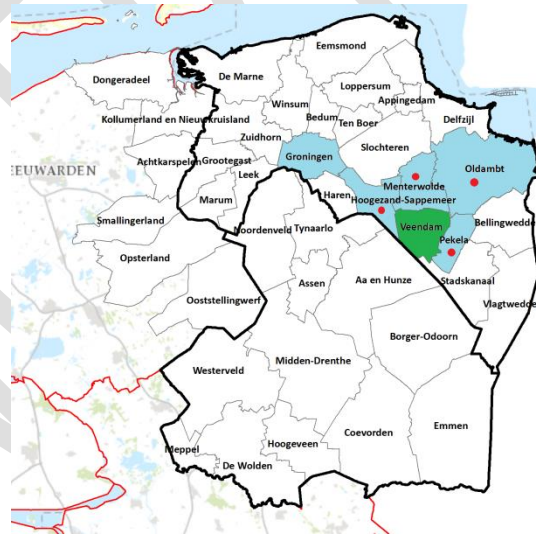 Eemsmond
Dongeradeel
De Marne
Loppersum
Appingedam
Winsum
Bedum
Delfzijl
Kollumerland en Nieuwkruisland
Ten Boer
Zuidhorn
Slochteren
Achtkarspelen
Grootegast
Groningen
Oldambt
EEUWARDEN
Leek
Menterwolde
Haren
Hoogezand-Sappemeer
Marum
Smallingerland
Veendam
Bellingwedde
Noordenveld
Tynaarlo
Pekela
Opsterland
Assen
Aa en Hunze
Stadskanaal
Ooststellingwerf
Vlagtwedde
Borger-Odoorn
Westerveld
Midden-Drenthe
Emmen
Coevorden
Hoogeveen
Meppel
De Wolden